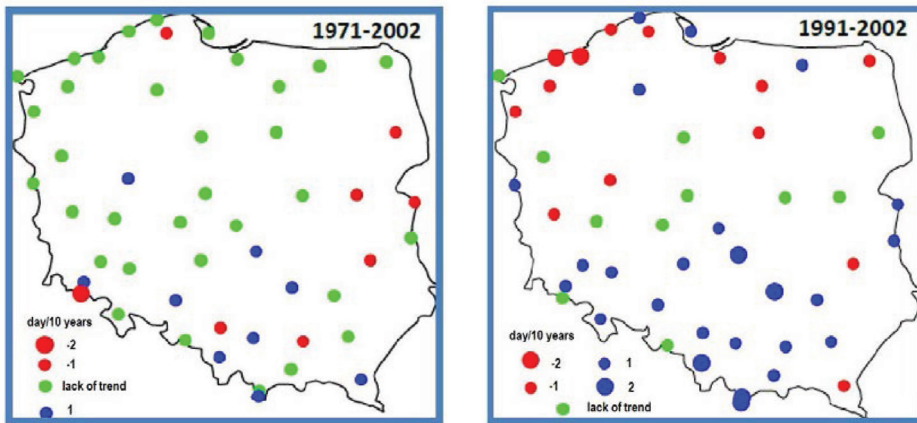 1971-2002
day/10 years
-2
-1
lack of trend
1
1991-2002
day/10 years
-2 1
-1 2
lack of trend